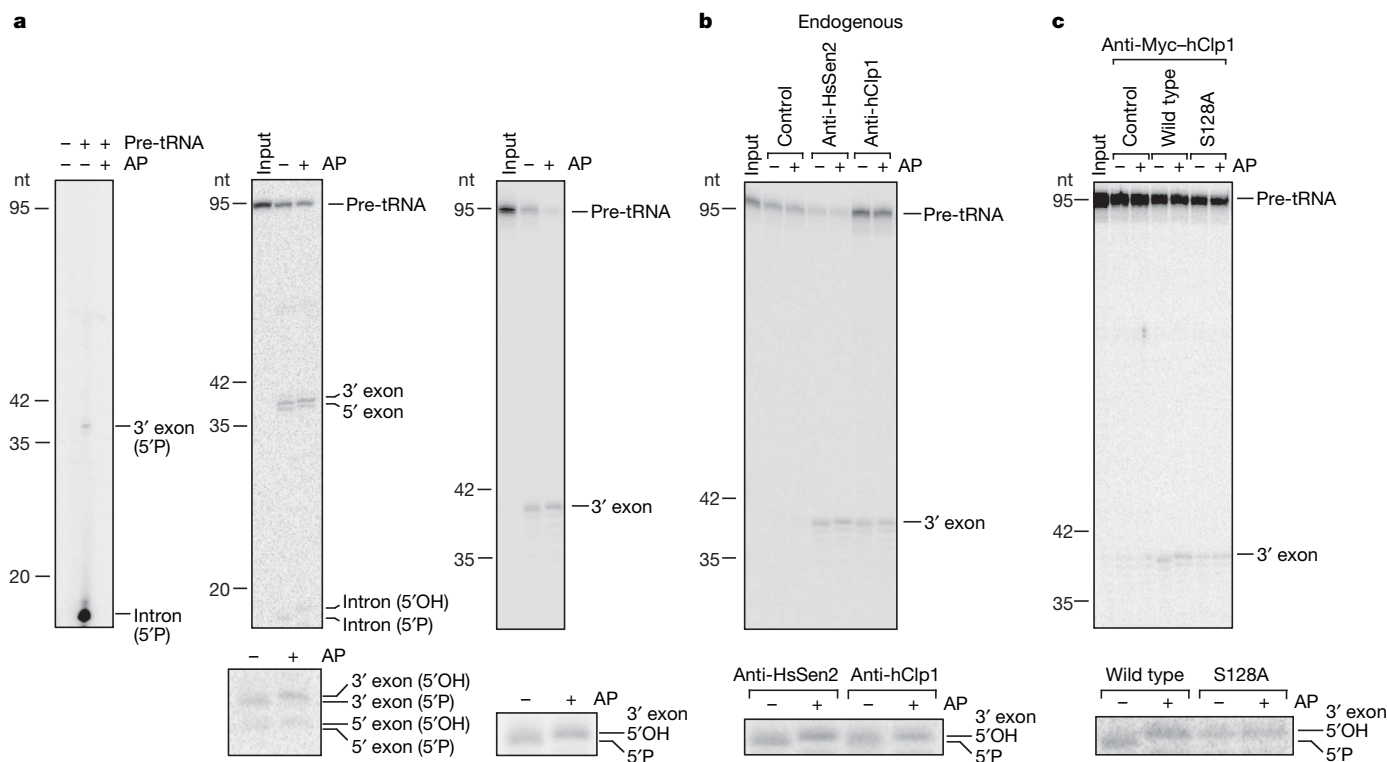 a
– + + Pre-tRNA
– – + AP
nt
95
42
35
20
3′ exon
(5′P)
Intron
(5′P)
Input
– + AP
nt
95
42
35
20
Pre-tRNA
3′ exon
5′ exon
Intron (5′OH)
Intron (5′P)
– + AP
3′ exon (5′OH)
3′ exon (5′P)
5′ exon (5′OH)
5′ exon (5′P)
Input
– + AP
nt
95
42
35
Pre-tRNA
3′ exon
– + AP
3′ exon
5′OH
5′P
b
Endogenous
Input
Control
Anti-HsSen2
Anti-hClp1
– + – + – + AP
nt
95
42
35
Pre-tRNA
3′ exon
Anti-HsSen2 Anti-hClp1
– + – + AP
3′ exon
5′OH
5′P
c
Anti-Myc–hClp1
Input
Control
Wild type
S128A
– + – + – + AP
nt
95
42
35
Pre-tRNA
3′ exon
Wild type S128A
– + – + AP
3′ exon
5′OH
5′P